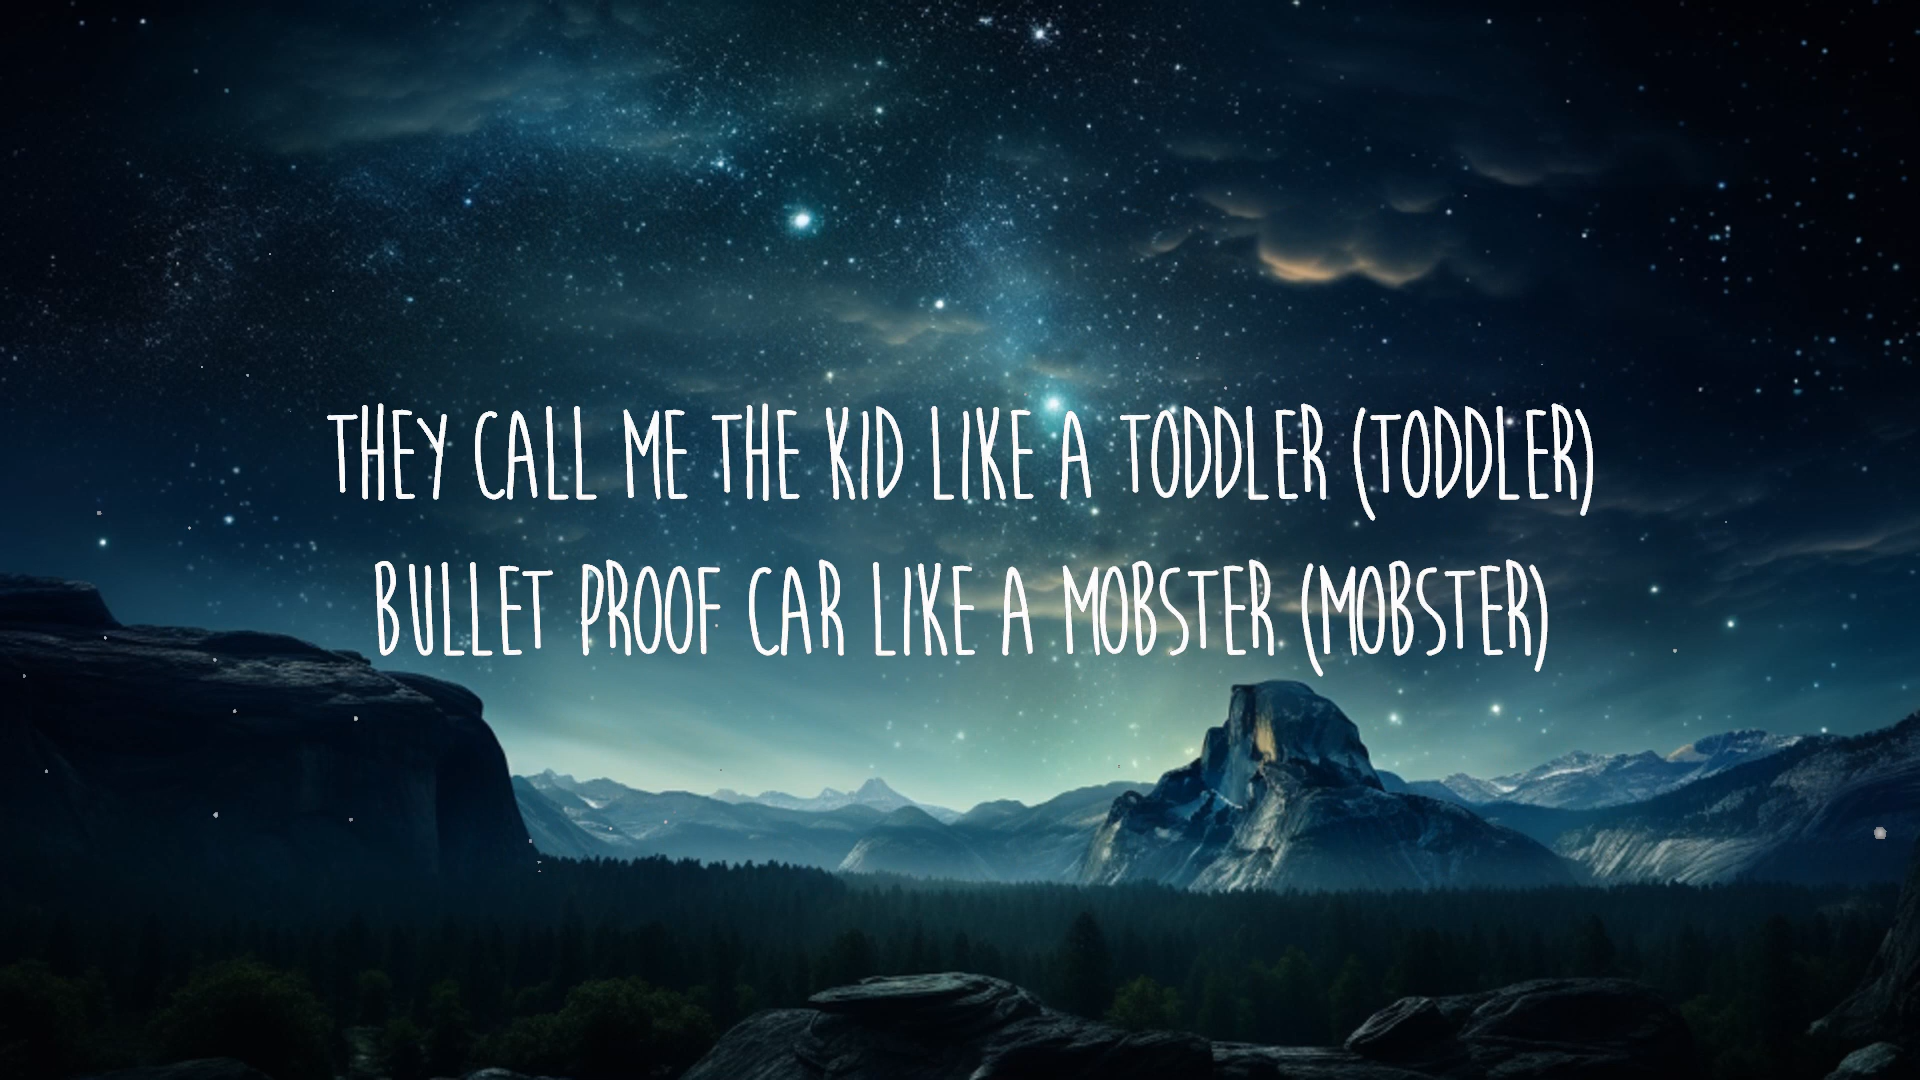 THEY CALL ME THE KID LIKE A TODDLER (TODDLER)
BULLET PROOF CAR LIKE A MOBSTER (MOBSTER)